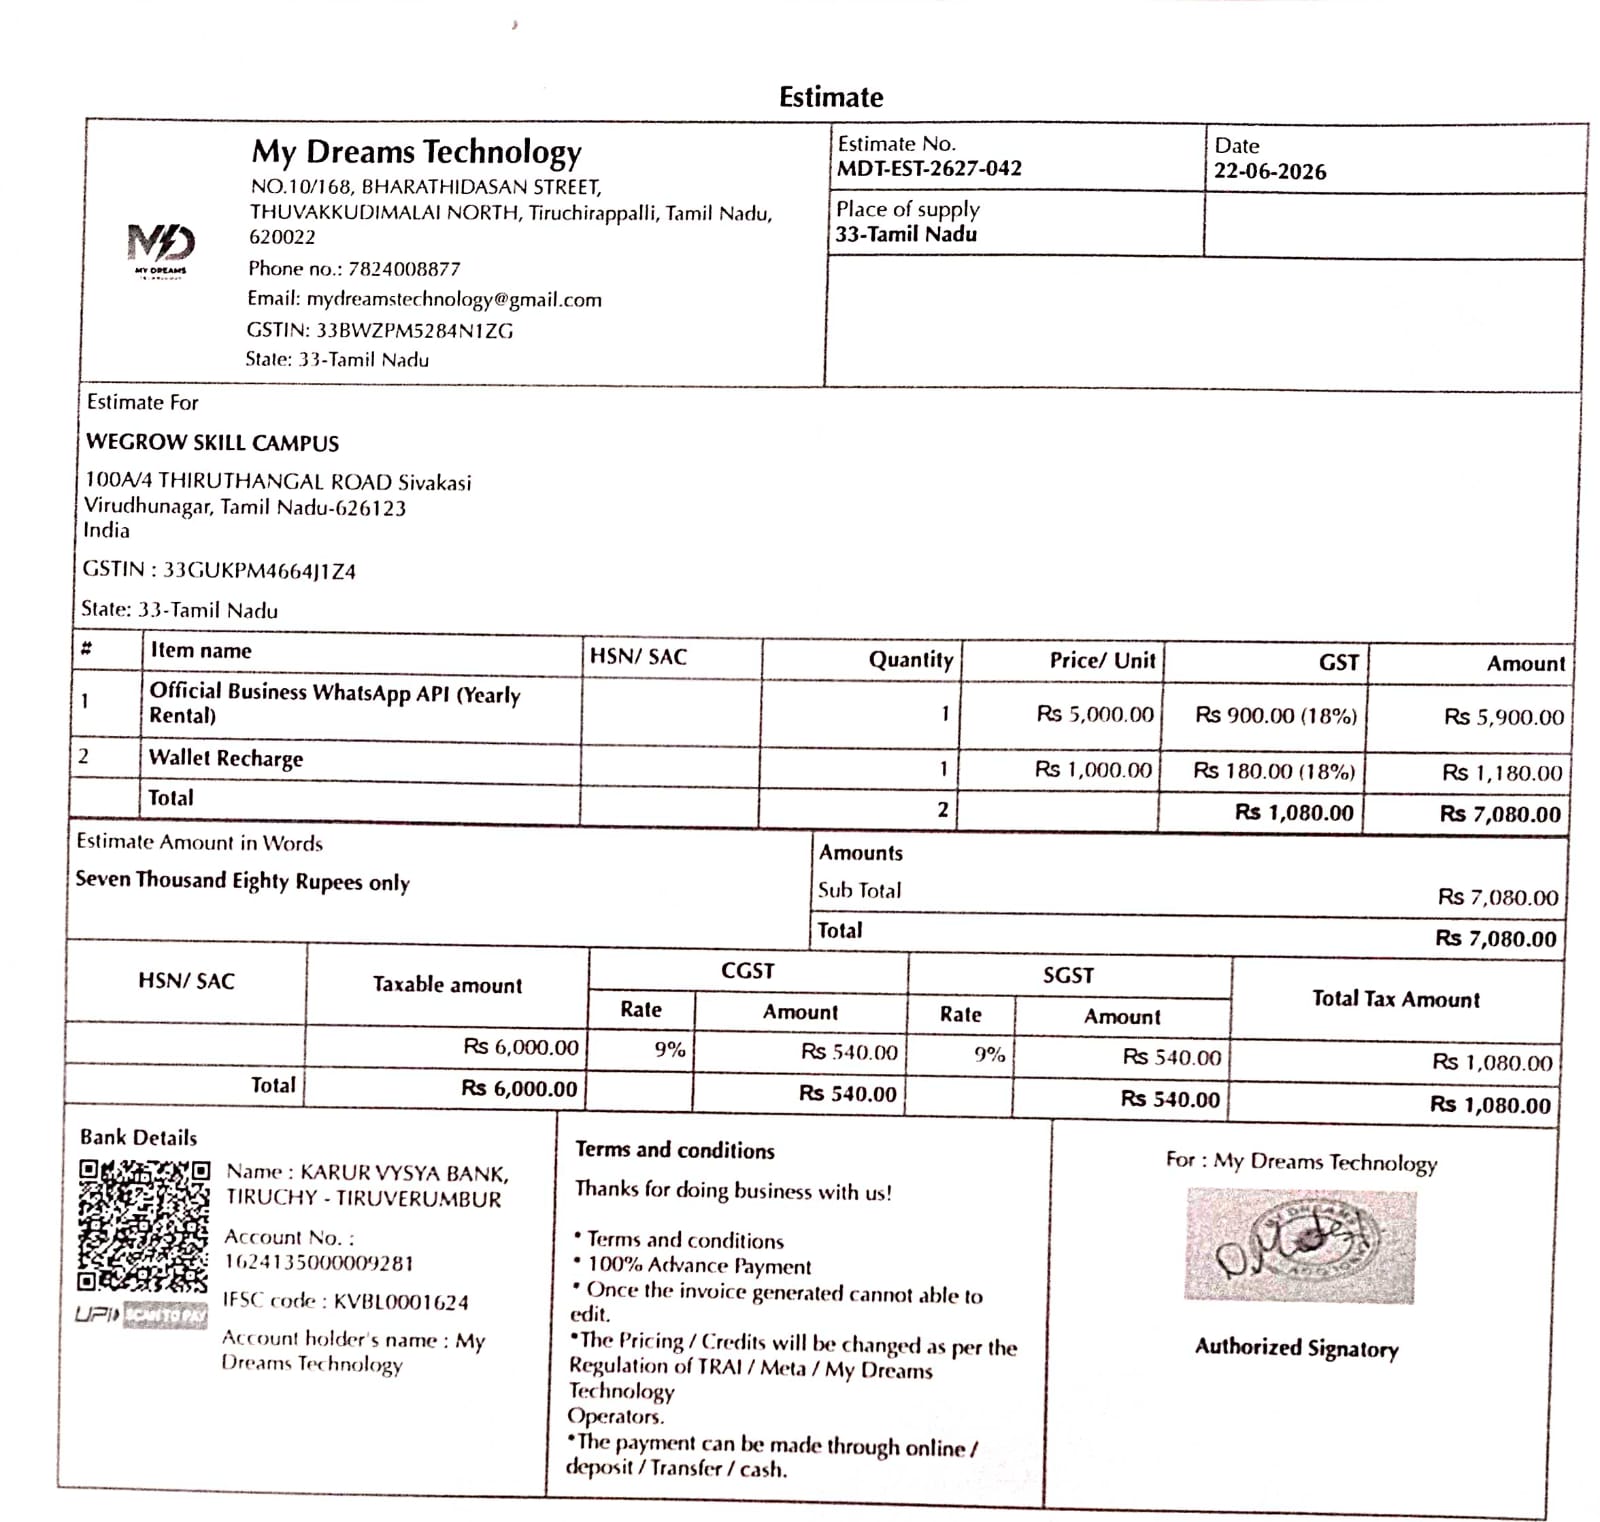 Estimate
My Dreams Technology
NO.10/168, BHARATHIDASAN STREET,
THUVAKKUDIMALAI NORTH, Tiruchirappalli, Tamil Nadu,
620022
Phone no.: 7824008877
Email: mydreamstechnology@gmail.com
GSTIN: 33BWZPM5284N1ZG
State: 33-Tamil Nadu
MD
MY DREAMS
Estimate No.
MDT-EST-2627-042
Date
22-06-2026
Place of supply
33-Tamil Nadu
Estimate For
WEGROW SKILL CAMPUS
100A/4 THIRUTHANGAL ROAD Sivakasi
Virudhunagar, Tamil Nadu-626123
India
GSTIN : 33GUKPM4664J1Z4
State: 33-Tamil Nadu
# Item name HSN/ SAC Quantity Price/ Unit GST Amount
1 Official Business WhatsApp API (Yearly
Rental) 1 Rs 5,000.00 Rs 900.00 (18%) Rs 5,900.00
2 Wallet Recharge 1 Rs 1,000.00 Rs 180.00 (18%) Rs 1,180.00
Total 2 Rs 1,080.00 Rs 7,080.00
Estimate Amount in Words
Seven Thousand Eighty Rupees only
Amounts
Sub Total Rs 7,080.00
Total Rs 7,080.00
HSN/ SAC Taxable amount CGST SGST Total Tax Amount
Rate Amount Rate Amount
Rs 6,000.00 9% Rs 540.00 9% Rs 540.00 Rs 1,080.00
Total Rs 6,000.00 Rs 540.00 Rs 540.00 Rs 1,080.00
Bank Details
Name : KARUR VYSYA BANK,
TIRUCHY - TIRUVERUMBUR
Account No. :
1624135000009281
IFSC code : KVBL0001624
Account holder's name : My
Dreams Technology
UPI SCAN TO PAY
Terms and conditions
Thanks for doing business with us!
* Terms and conditions
* 100% Advance Payment
* Once the invoice generated cannot able to
edit.
*The Pricing / Credits will be changed as per the
Regulation of TRAI / Meta / My Dreams
Technology
Operators.
*The payment can be made through online /
deposit / Transfer / cash.
For : My Dreams Technology
MY DREAMS
Authorized Signatory